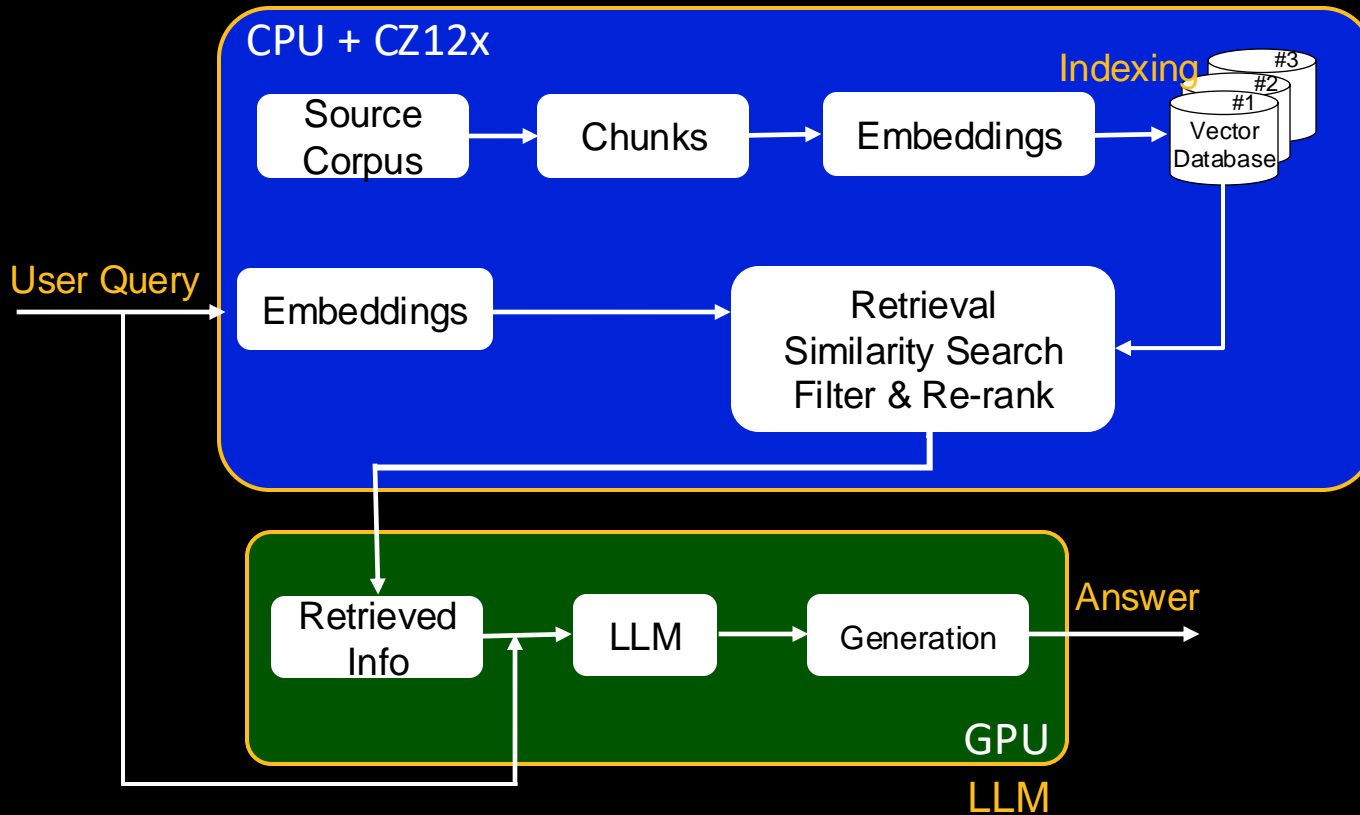 CPU + CZ12x
Indexing
#3
#2
#1
Source
Corpus
Chunks
Embeddings
Vector
Database
User Query
Embeddings
Retrieval
Similarity Search
Filter & Re-rank
Retrieved
Info
LLM
Generation
Answer
GPU
LLM